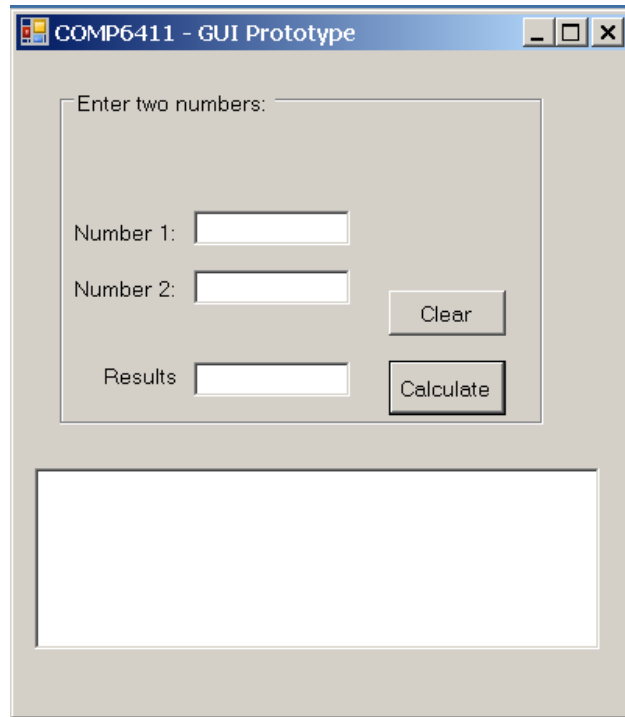 COMP6411 - GUI Prototype
Enter two numbers:
Number 1:
Number 2:
Clear
Results
Calculate